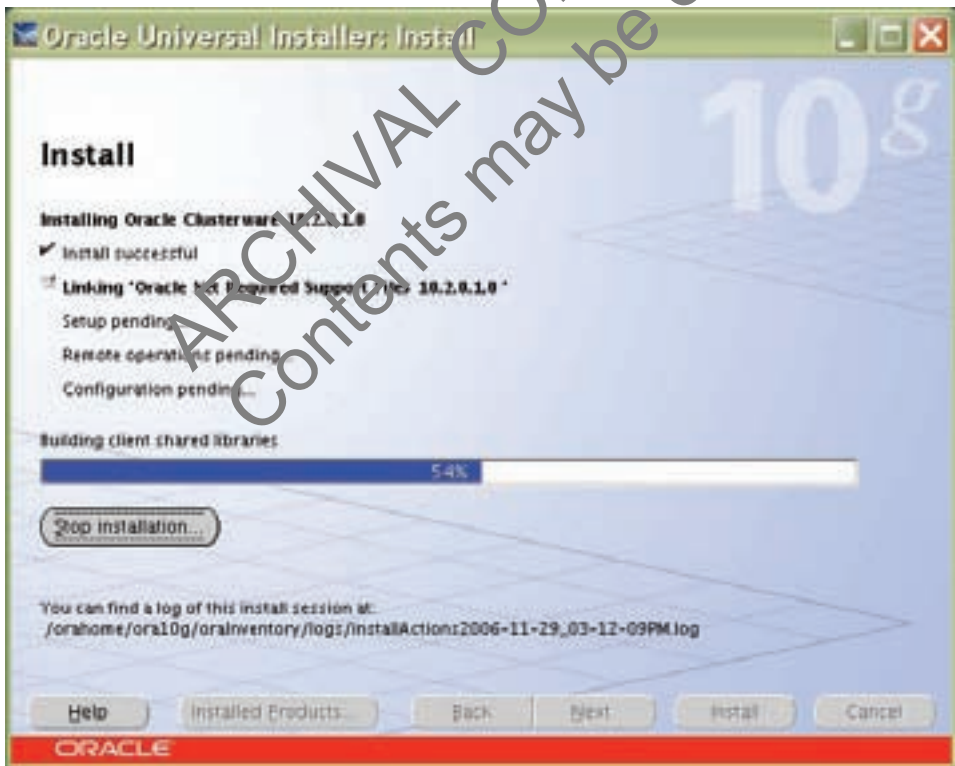 Oracle Universal Installer: Install
10g
Install
Installing Oracle Clusterware 10.2.0.1.0
Install successful
Linking 'Oracle Net Required Support Files 10.2.0.1.0 '
Setup pending...
Remote operations pending...
Configuration pending...
Building client shared libraries
54%
Stop installation...
You can find a log of this install session at:
/orahome/ora10g/oraInventory/logs/installActions2006-11-29_03-12-09PM.log
Help
Installed Products...
Back
Next
Install
Cancel
ORACLE
ARCHIVAL CO
Contents may be